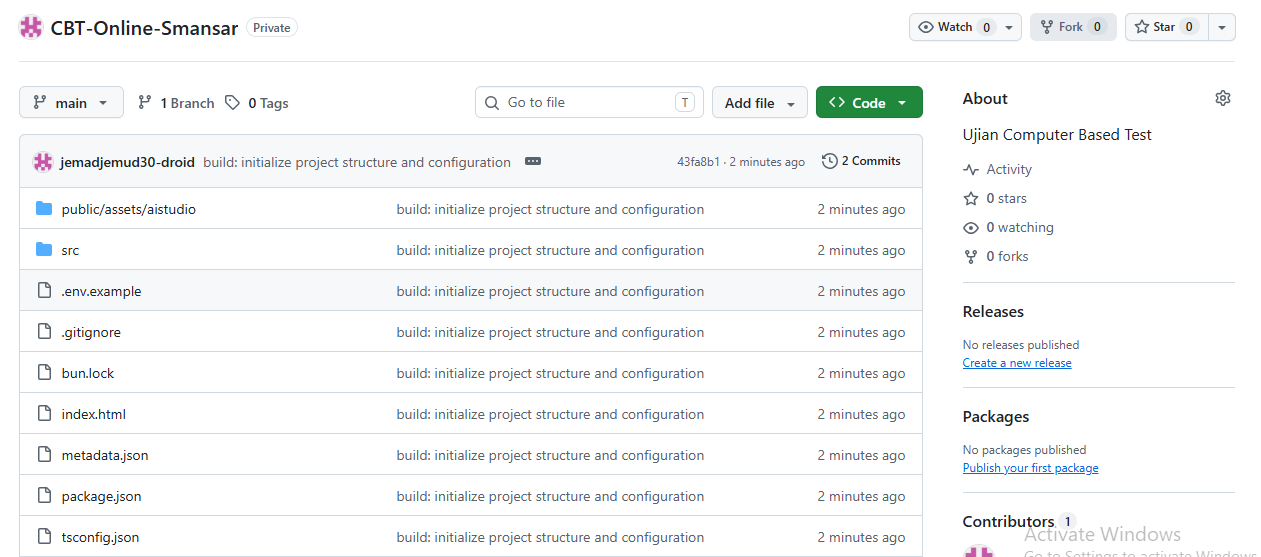 CBT-Online-Smansar Private Watch 0 Fork 0 Star 0
main 1 Branch 0 Tags Go to file T Add file Code
jemadjemud30-droid build: initialize project structure and configuration 43fa8b1 · 2 minutes ago 2 Commits
public/assets/aistudio build: initialize project structure and configuration 2 minutes ago
src build: initialize project structure and configuration 2 minutes ago
.env.example build: initialize project structure and configuration 2 minutes ago
.gitignore build: initialize project structure and configuration 2 minutes ago
bun.lock build: initialize project structure and configuration 2 minutes ago
index.html build: initialize project structure and configuration 2 minutes ago
metadata.json build: initialize project structure and configuration 2 minutes ago
package.json build: initialize project structure and configuration 2 minutes ago
tsconfig.json build: initialize project structure and configuration 2 minutes ago
About
Ujian Computer Based Test
Activity
0 stars
0 watching
0 forks
Releases
No releases published
Create a new release
Packages
No packages published
Publish your first package
Contributors 1
Activate Windows
Go to Settings to activate Windows